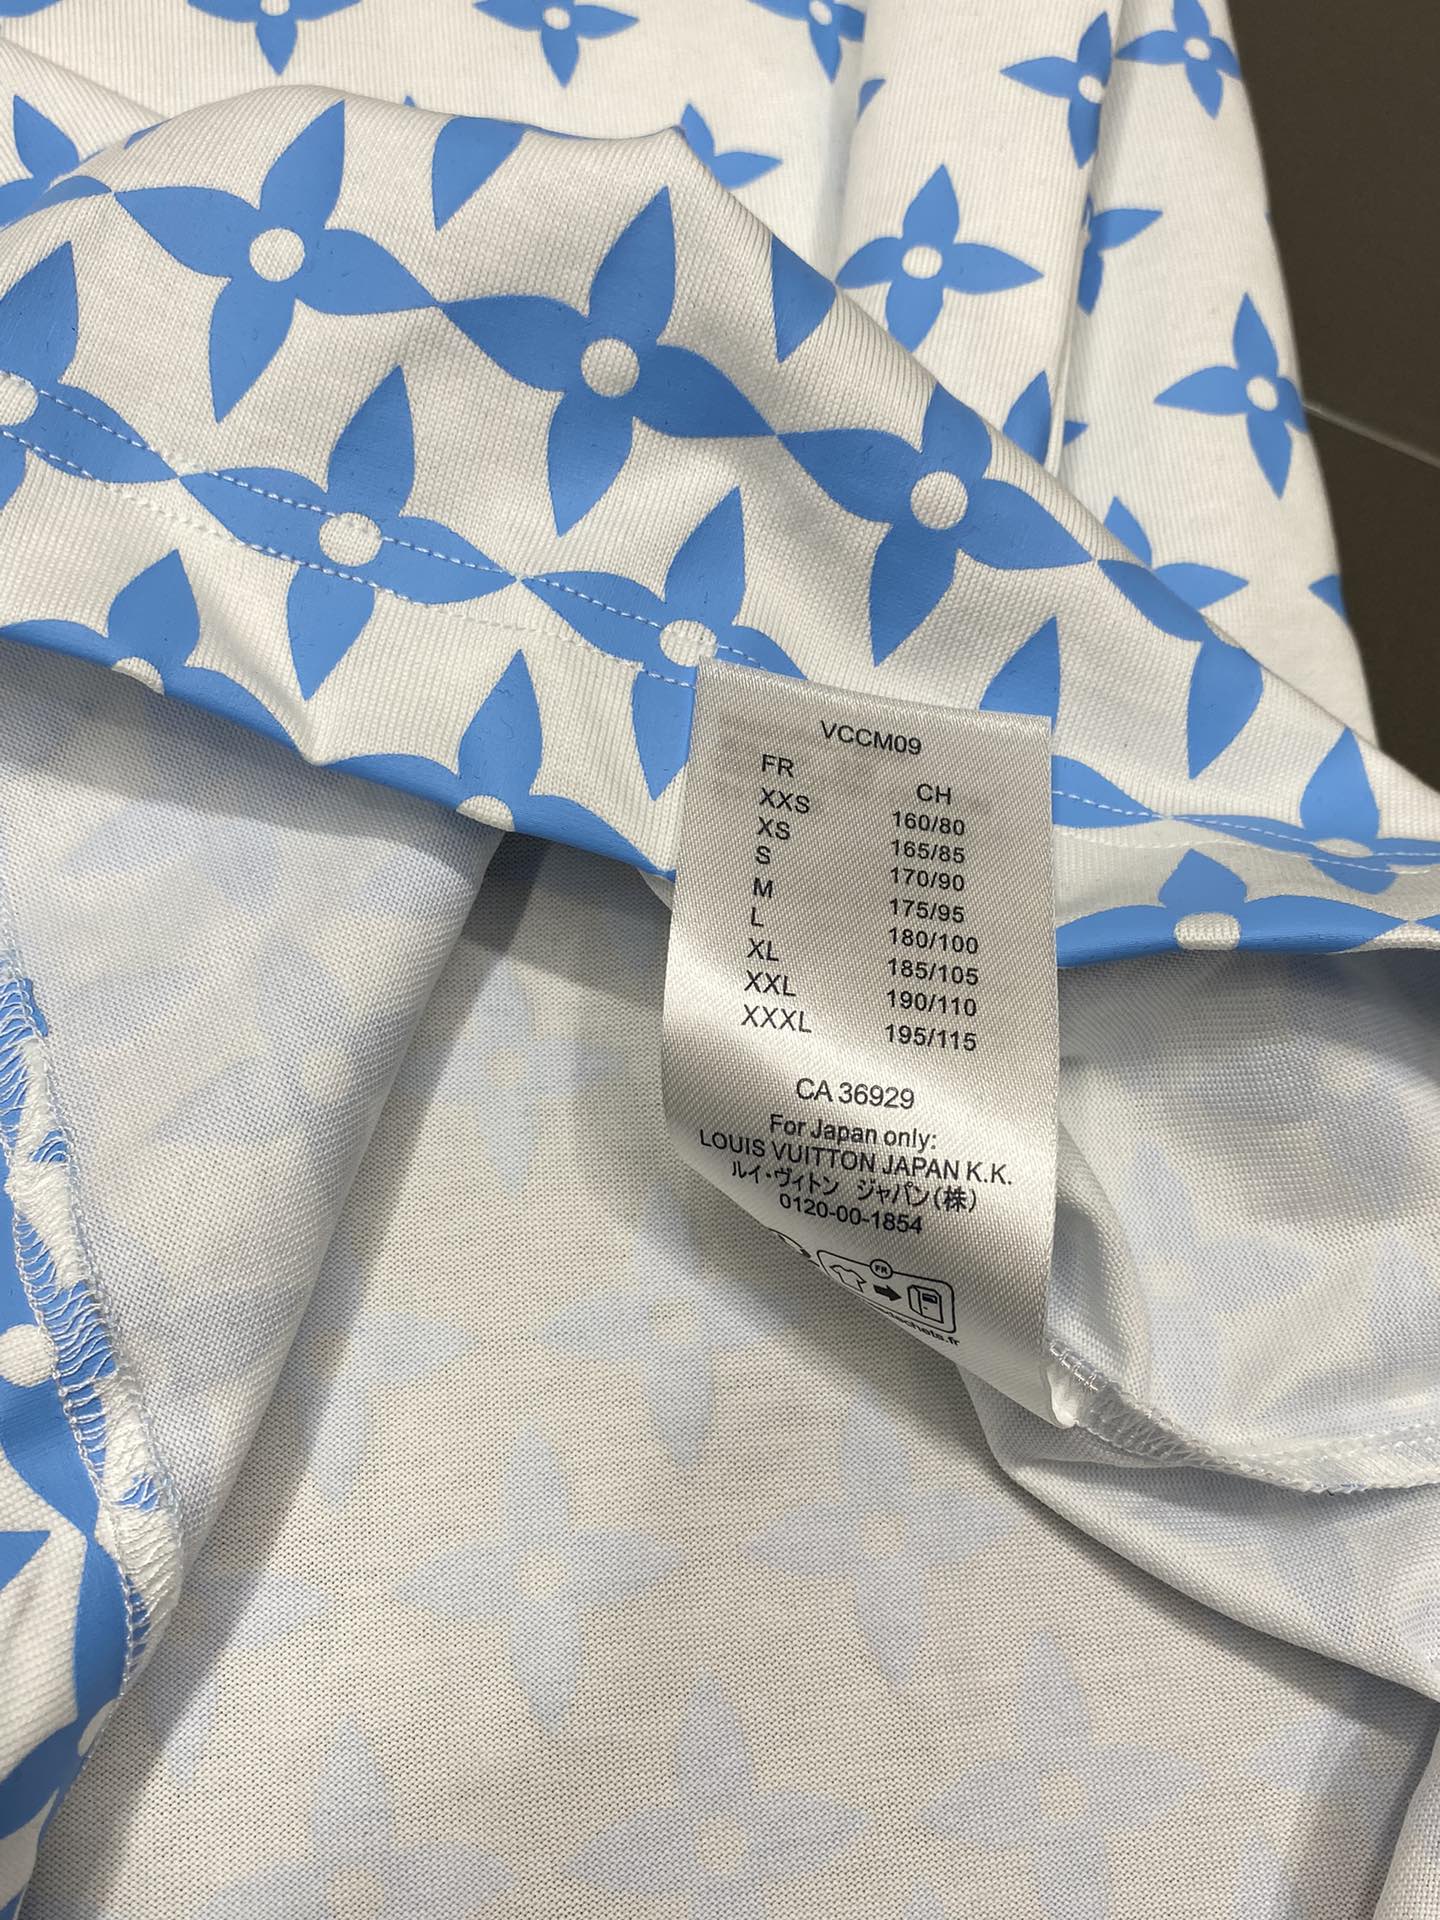 VCCM09
FR CH
XXS 160/80
XS 165/85
S 170/90
M 175/95
L 180/100
XL 185/105
XXL 190/110
XXXL 195/115
CA 36929
For Japan only:
LOUIS VUITTON JAPAN K.K.
ルイ・ヴィトン ジャパン(株)
0120-00-1854
FR